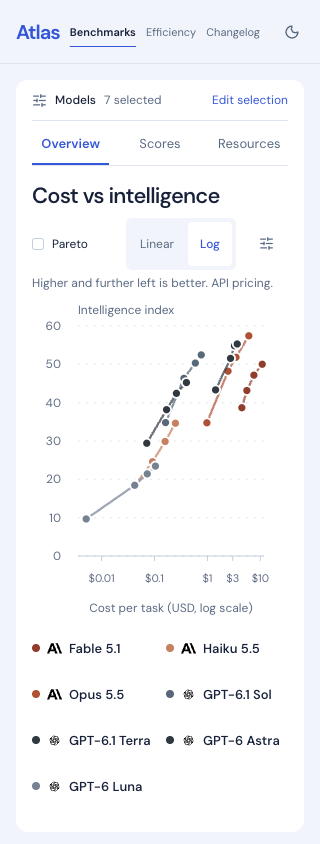 Atlas Benchmarks Efficiency Changelog
Models 7 selected Edit selection
Overview Scores Resources
Cost vs intelligence
Pareto Linear Log
Higher and further left is better. API pricing.
Intelligence index
60
50
40
30
20
10
0
$0.01 $0.1 $1 $3 $10
Cost per task (USD, log scale)
Fable 5.1 Haiku 5.5
Opus 5.5 GPT-6.1 Sol
GPT-6.1 Terra GPT-6 Astra
GPT-6 Luna